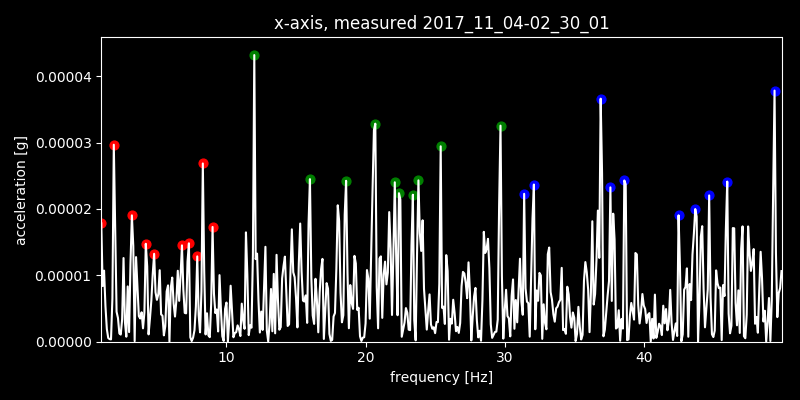 x-axis, measured 2017_11_04-02_30_01
acceleration [g]
0.00004
0.00003
0.00002
0.00001
0.00000
10 20 30 40
frequency [Hz]